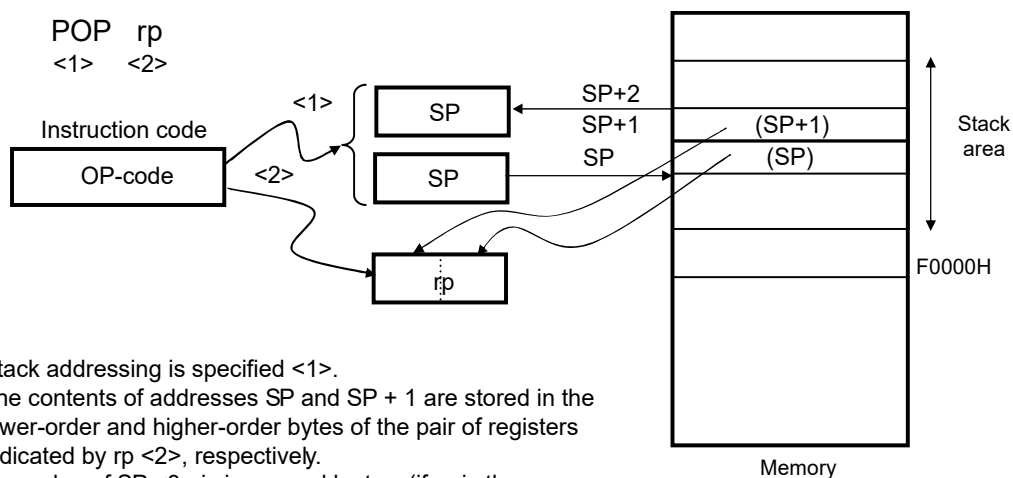 POP rp
<1> <2>
<1>
SP
SP+2
SP+1
(SP+1)
Stack
area
Instruction code
OP-code
<2>
SP
SP
(SP)
rp
F0000H
tack addressing is specified <1>.
he contents of addresses SP and SP + 1 are stored in the
wer-order and higher-order bytes of the pair of registers
dicated by rp <2>, respectively.
Memory